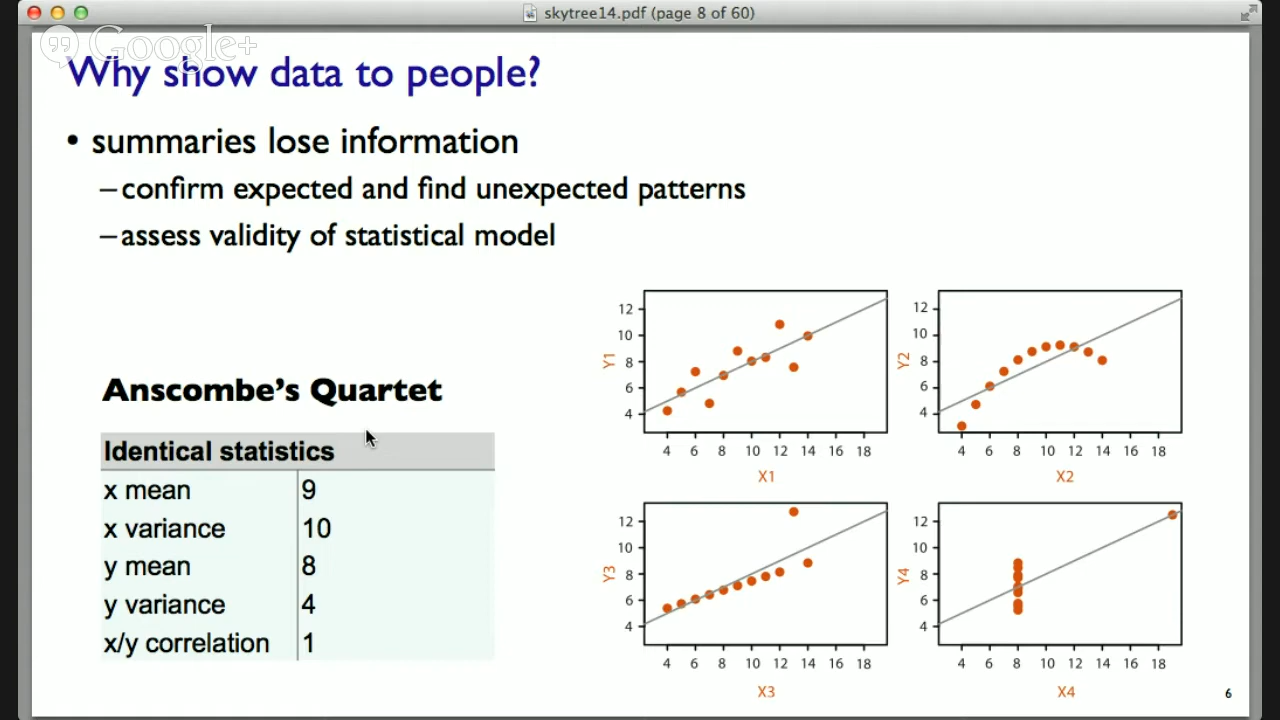 skytree14.pdf (page 8 of 60)
Google+
Why show data to people?
• summaries lose information
–confirm expected and find unexpected patterns
–assess validity of statistical model
Anscombe's Quartet
Identical statistics
x mean 9
x variance 10
y mean 8
y variance 4
x/y correlation 1
12
10
8
6
4
Y1
4 6 8 10 12 14 16 18
X1
12
10
8
6
4
Y2
4 6 8 10 12 14 16 18
X2
12
10
8
6
4
Y3
4 6 8 10 12 14 16 18
X3
12
10
8
6
4
Y4
4 6 8 10 12 14 16 18
X4
6